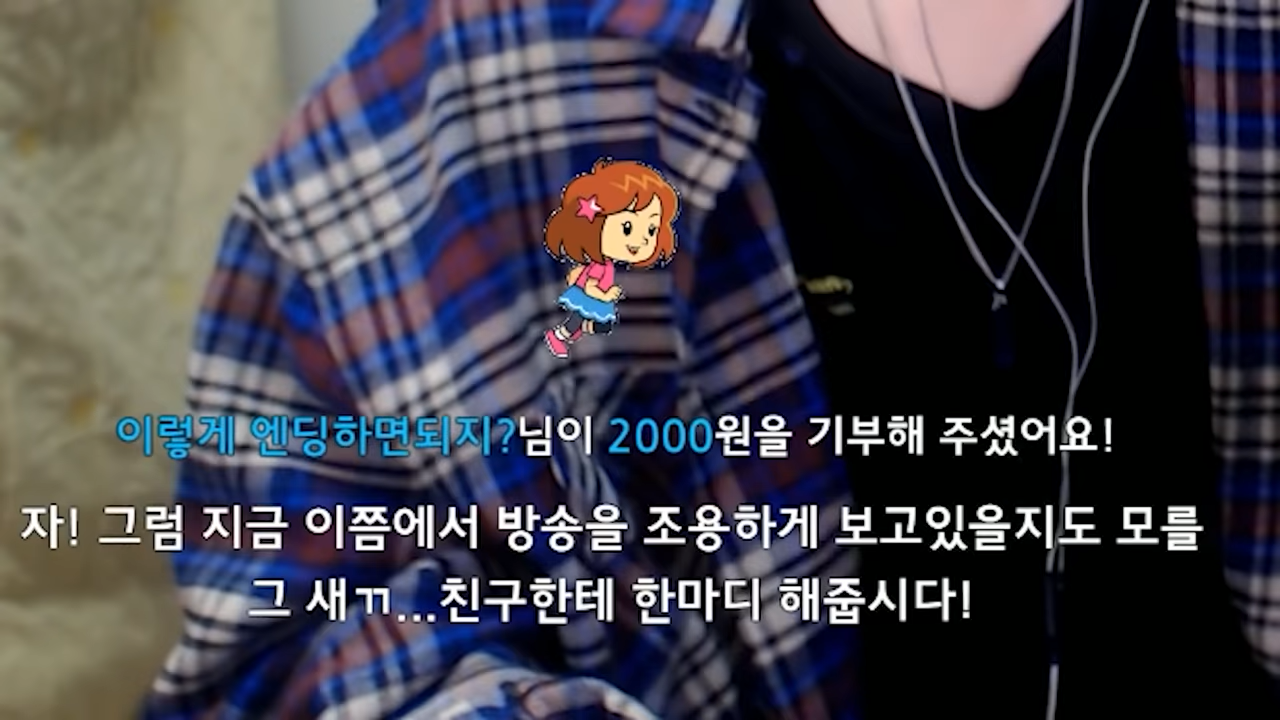 이렇게 엔딩하면되지?님이 2000원을 기부해 주셨어요!
자! 그럼 지금 이쯤에서 방송을 조용하게 보고있을지도 모를
그 새ㄲ...친구한테 한마디 해줍시다!